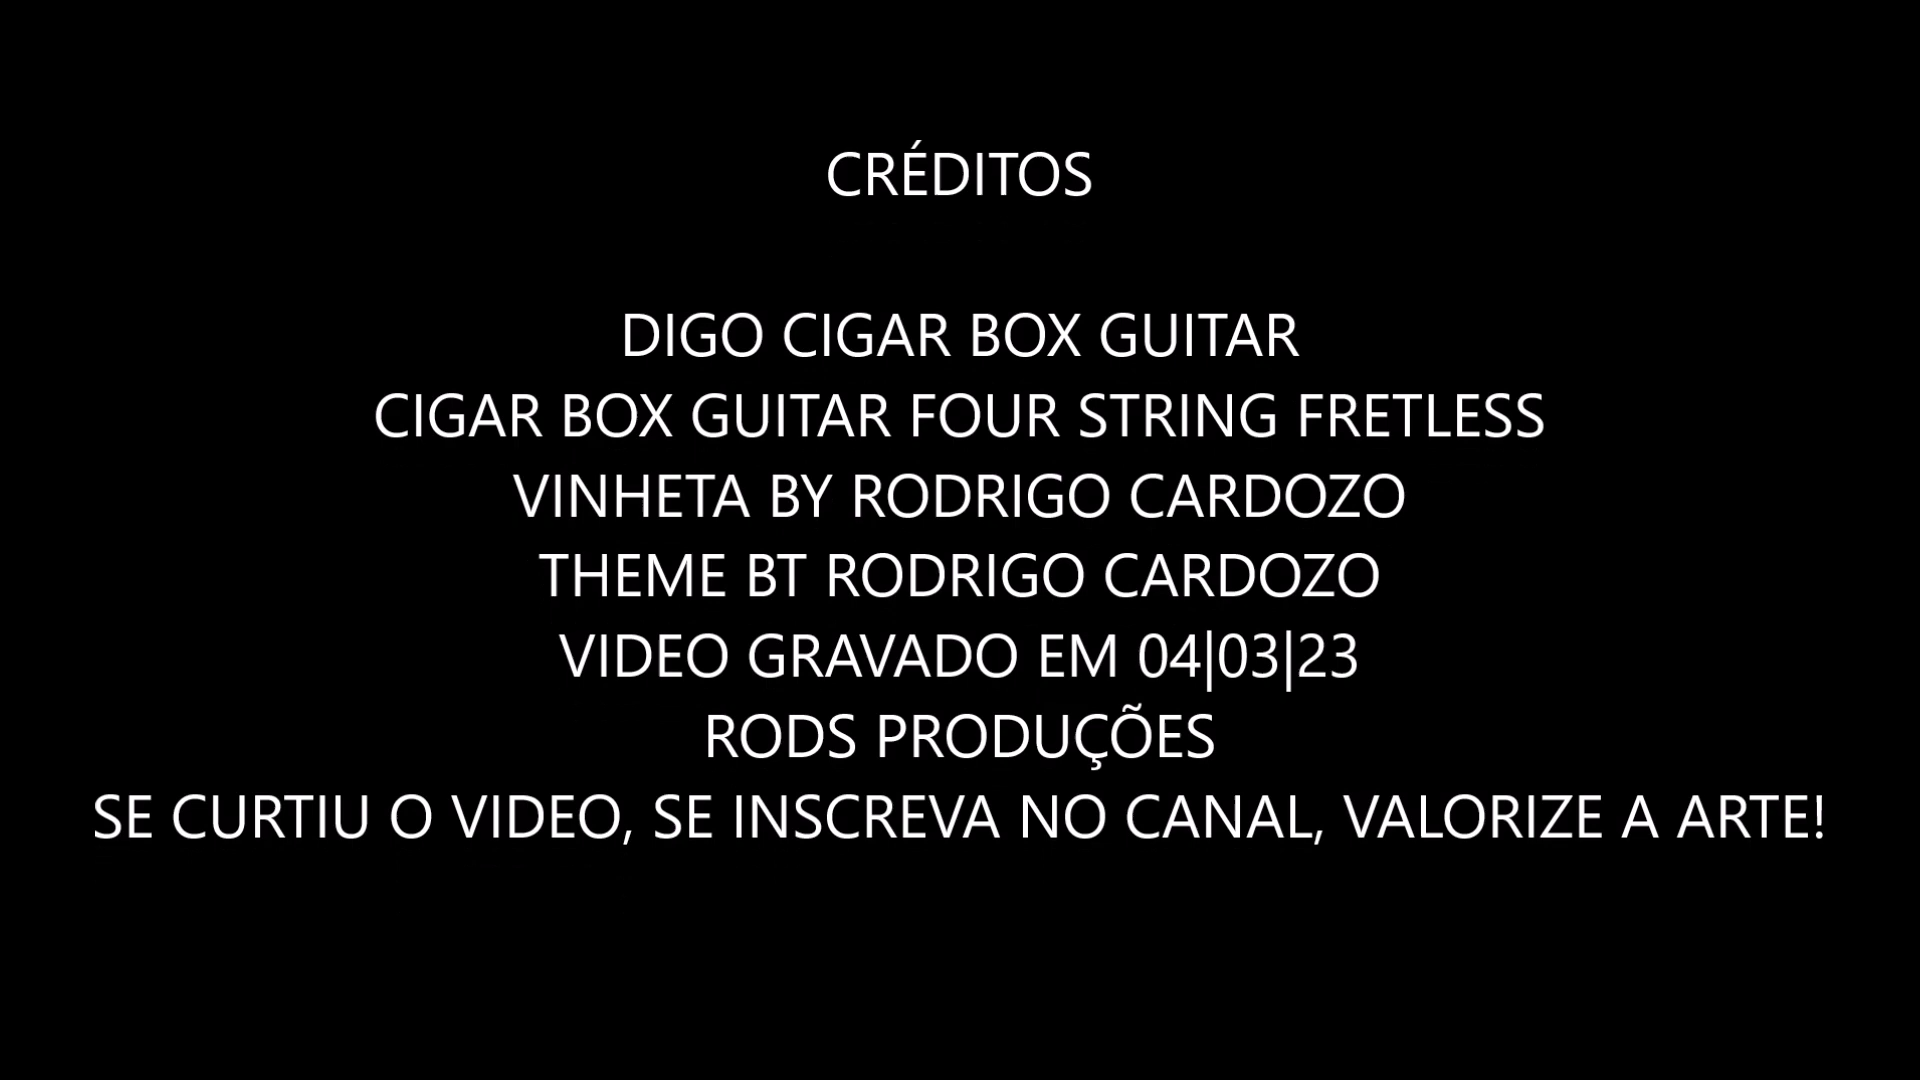 CRÉDITOS
DIGO CIGAR BOX GUITAR
CIGAR BOX GUITAR FOUR STRING FRETLESS
VINHETA BY RODRIGO CARDOZO
THEME BT RODRIGO CARDOZO
VIDEO GRAVADO EM 04|03|23
RODS PRODUÇÕES
SE CURTIU O VIDEO, SE INSCREVA NO CANAL, VALORIZE A ARTE!